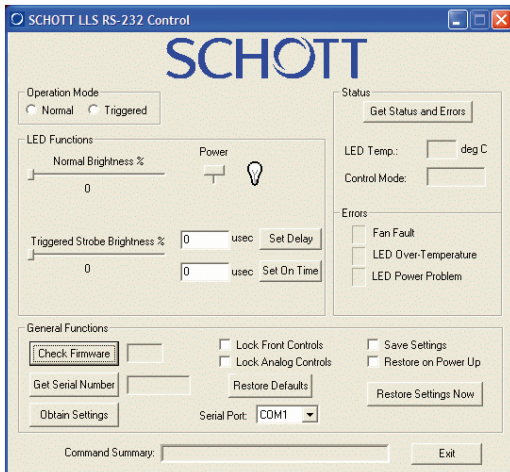 SCHOTT LLS RS-232 Control
SCHOTT
Operation Mode
Normal
Triggered
Status
Get Status and Errors
LED Temp.:
deg C
Control Mode:
LED Functions
Normal Brightness %
0
Power
Triggered Strobe Brightness %
0
0 usec
Set Delay
0 usec
Set On Time
Errors
Fan Fault
LED Over-Temperature
LED Power Problem
General Functions
Check Firmware
Lock Front Controls
Save Settings
Lock Analog Controls
Restore on Power Up
Get Serial Number
Restore Defaults
Restore Settings Now
Obtain Settings
Serial Port: COM1
Command Summary:
Exit